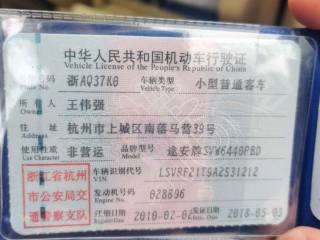 中华人民共和国机动车行驶证
Vehicle License of the People's Republic of China
号牌号码 浙AQ37K0 车辆类型 小型普通客车
Vehicle Type
所有人 王伟强
Owner
住址 杭州市上城区南落马营39号
Address
使用性质 非营运 品牌型号 途安牌SVW6440PBD
Use Character
浙江省杭州 车辆识别代号
VIN
市公安局交 发动机号码 028896
Engine No.
通警察支队 注册日期 2010-02-02 发证日期 2018-05-03